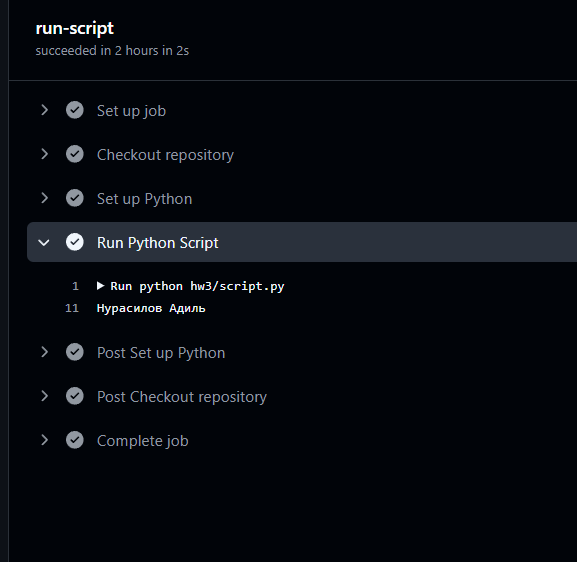 run-script
succeeded in 2 hours in 2s
Set up job
Checkout repository
Set up Python
Run Python Script
1 ▶ Run python hw3/script.py
11 Нурасилов Адиль
Post Set up Python
Post Checkout repository
Complete job